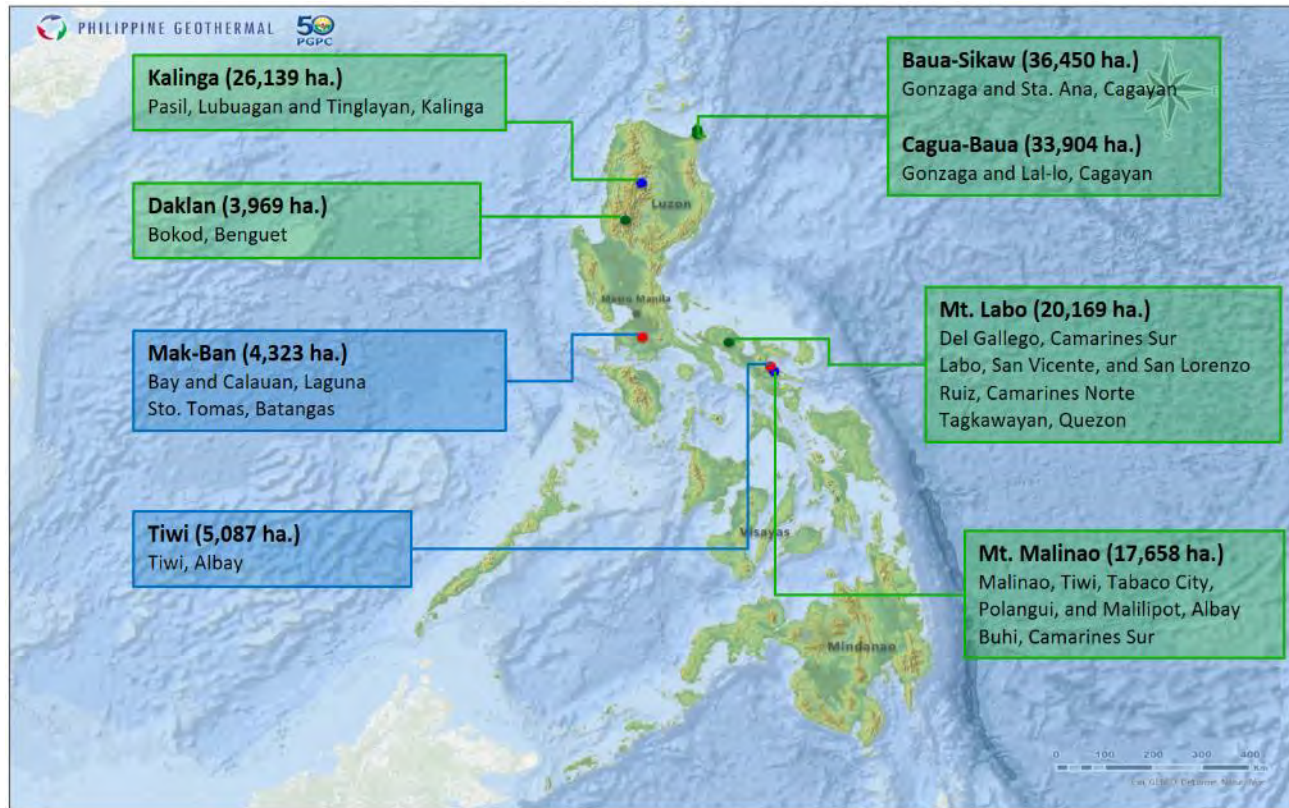 PHILIPPINE GEOTHERMAL
50
PGPC
Kalinga (26,139 ha.)
Pasil, Lubuagan and Tinglayan, Kalinga
Baua-Sikaw (36,450 ha.)
Gonzaga and Sta. Ana, Cagayan
Cagua-Baua (33,904 ha.)
Gonzaga and Lal-lo, Cagayan
Daklan (3,969 ha.)
Bokod, Benguet
Luzon
Metro Manila
Mak-Ban (4,323 ha.)
Bay and Calauan, Laguna
Sto. Tomas, Batangas
Mt. Labo (20,169 ha.)
Del Gallego, Camarines Sur
Labo, San Vicente, and San Lorenzo
Ruiz, Camarines Norte
Tagkawayan, Quezon
Tiwi (5,087 ha.)
Tiwi, Albay
Visayas
Mt. Malinao (17,658 ha.)
Malinao, Tiwi, Tabaco City,
Polangui, and Malilipot, Albay
Buhi, Camarines Sur
Mindanao
0 100 200 300 400
Km